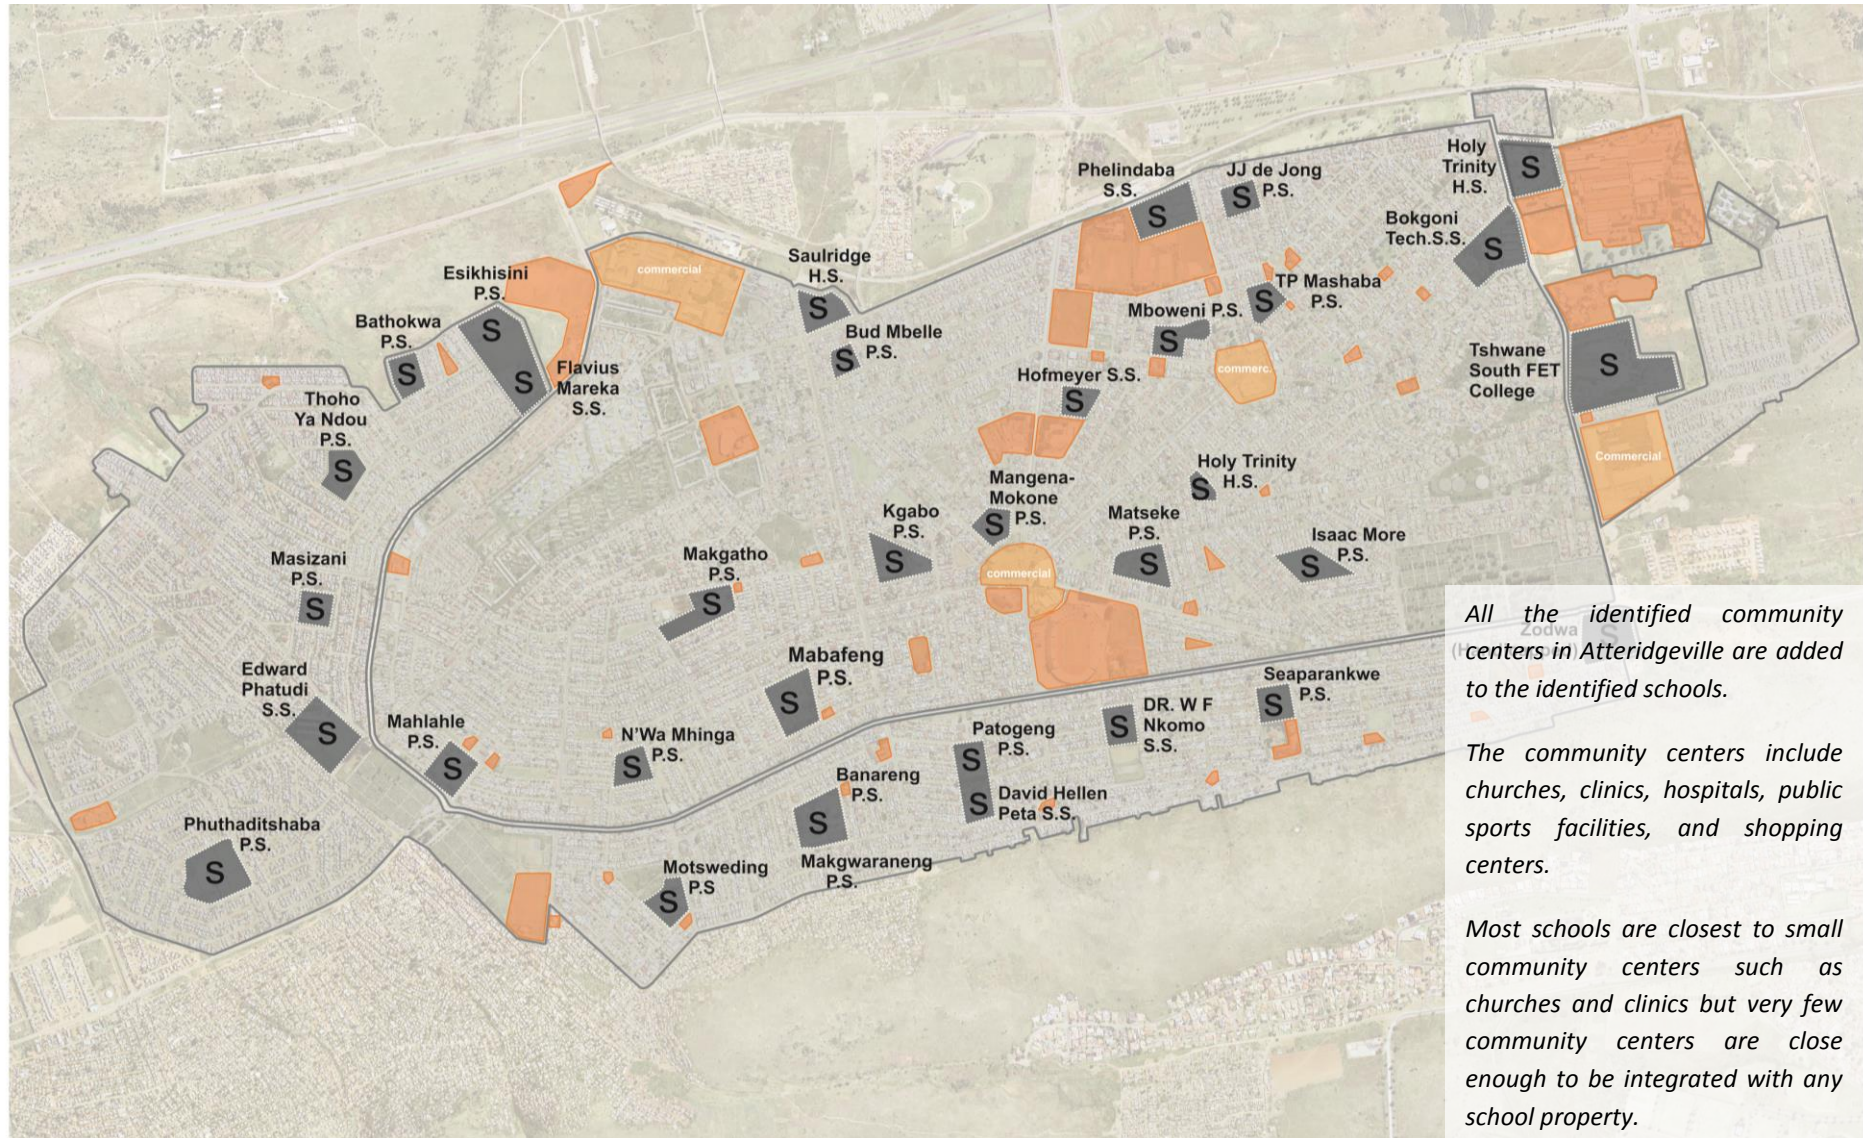 Holy
Trinity
H.S.
S
Phelindaba
S.S.
S
JJ de Jong
P.S.
S
Bokgoni
Tech.S.S.
S
Saulridge
H.S.
S
commercial
Esikhisini
P.S.
S
TP Mashaba
P.S.
S
Mboweni P.S.
S
Bathokwa
P.S.
S
Bud Mbelle
P.S.
S
Flavius
Mareka
S.S.
S
Hofmeyer S.S.
S
commerc.
Tshwane
South FET
College
S
Thoho
Ya Ndou
P.S.
S
Commercial
Holy Trinity
H.S.
S
Mangena-
Mokone
P.S.
S
Kgabo
P.S.
S
Matseke
P.S.
S
Isaac More
P.S.
S
Makgatho
P.S.
S
commercial
Masizani
P.S.
S
Zodwa
S
Mabafeng
P.S.
S
Edward
Phatudi
S.S.
S
Seaparankwe
P.S.
S
Mahlahle
P.S.
S
N'Wa Mhinga
P.S.
S
DR. W F
Nkomo
S.S.
S
Patogeng
P.S.
S
Banareng
P.S.
S
David Hellen
Peta S.S.
S
Phuthaditshaba
P.S.
S
Motsweding
P.S
S
Makgwaraneng
P.S.
All the identified community
centers in Atteridgeville are added
to the identified schools.
The community centers include
churches, clinics, hospitals, public
sports facilities, and shopping
centers.
Most schools are closest to small
community centers such as
churches and clinics but very few
community centers are close
enough to be integrated with any
school property.